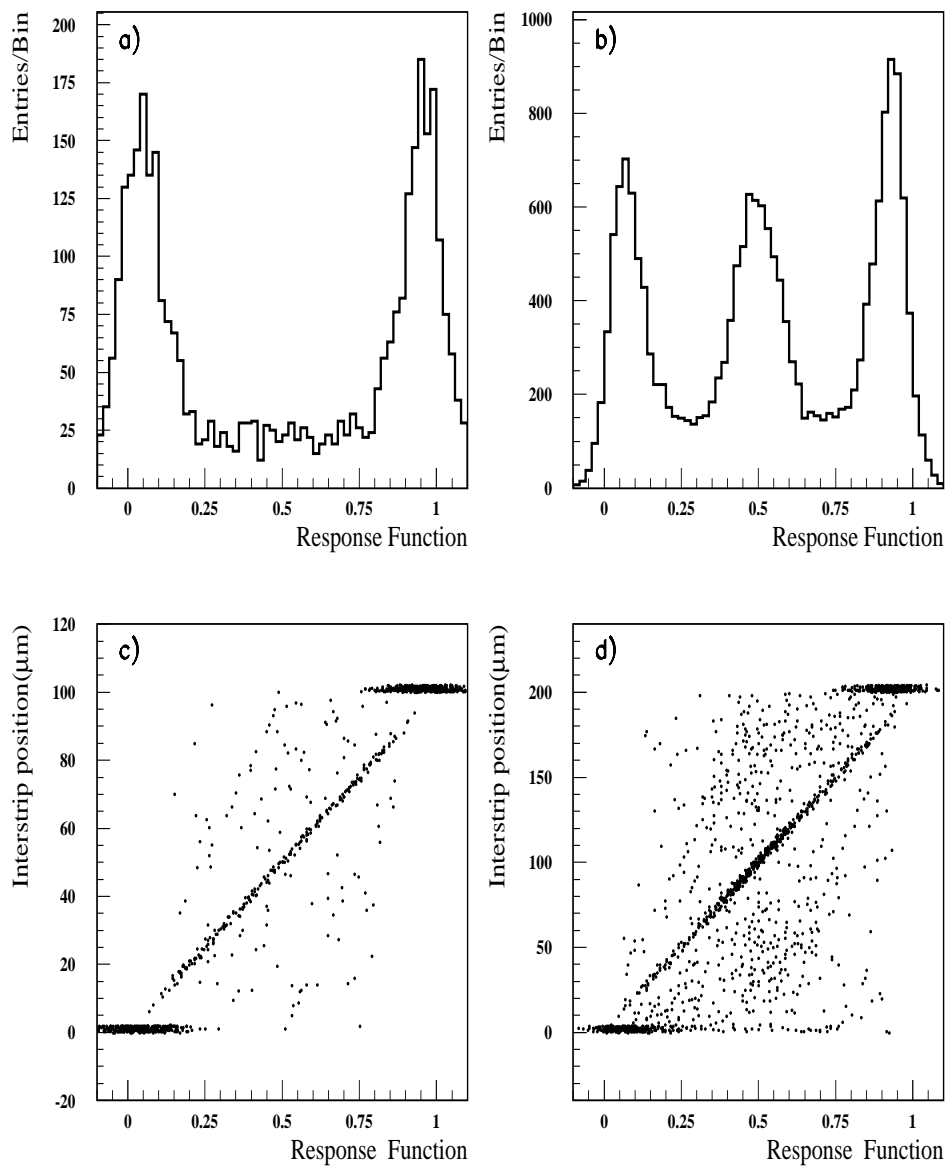 a)
Entries/Bin
200
175
150
125
100
75
50
25
0
0 0.25 0.5 0.75 1
Response Function
b)
Entries/Bin
1000
800
600
400
200
0
0 0.25 0.5 0.75 1
Response Function
c)
Interstrip position(μm)
120
100
80
60
40
20
0
-20
0 0.25 0.5 0.75 1
Response Function
d)
Interstrip position(μm)
200
150
100
50
0
0 0.25 0.5 0.75 1
Response Function